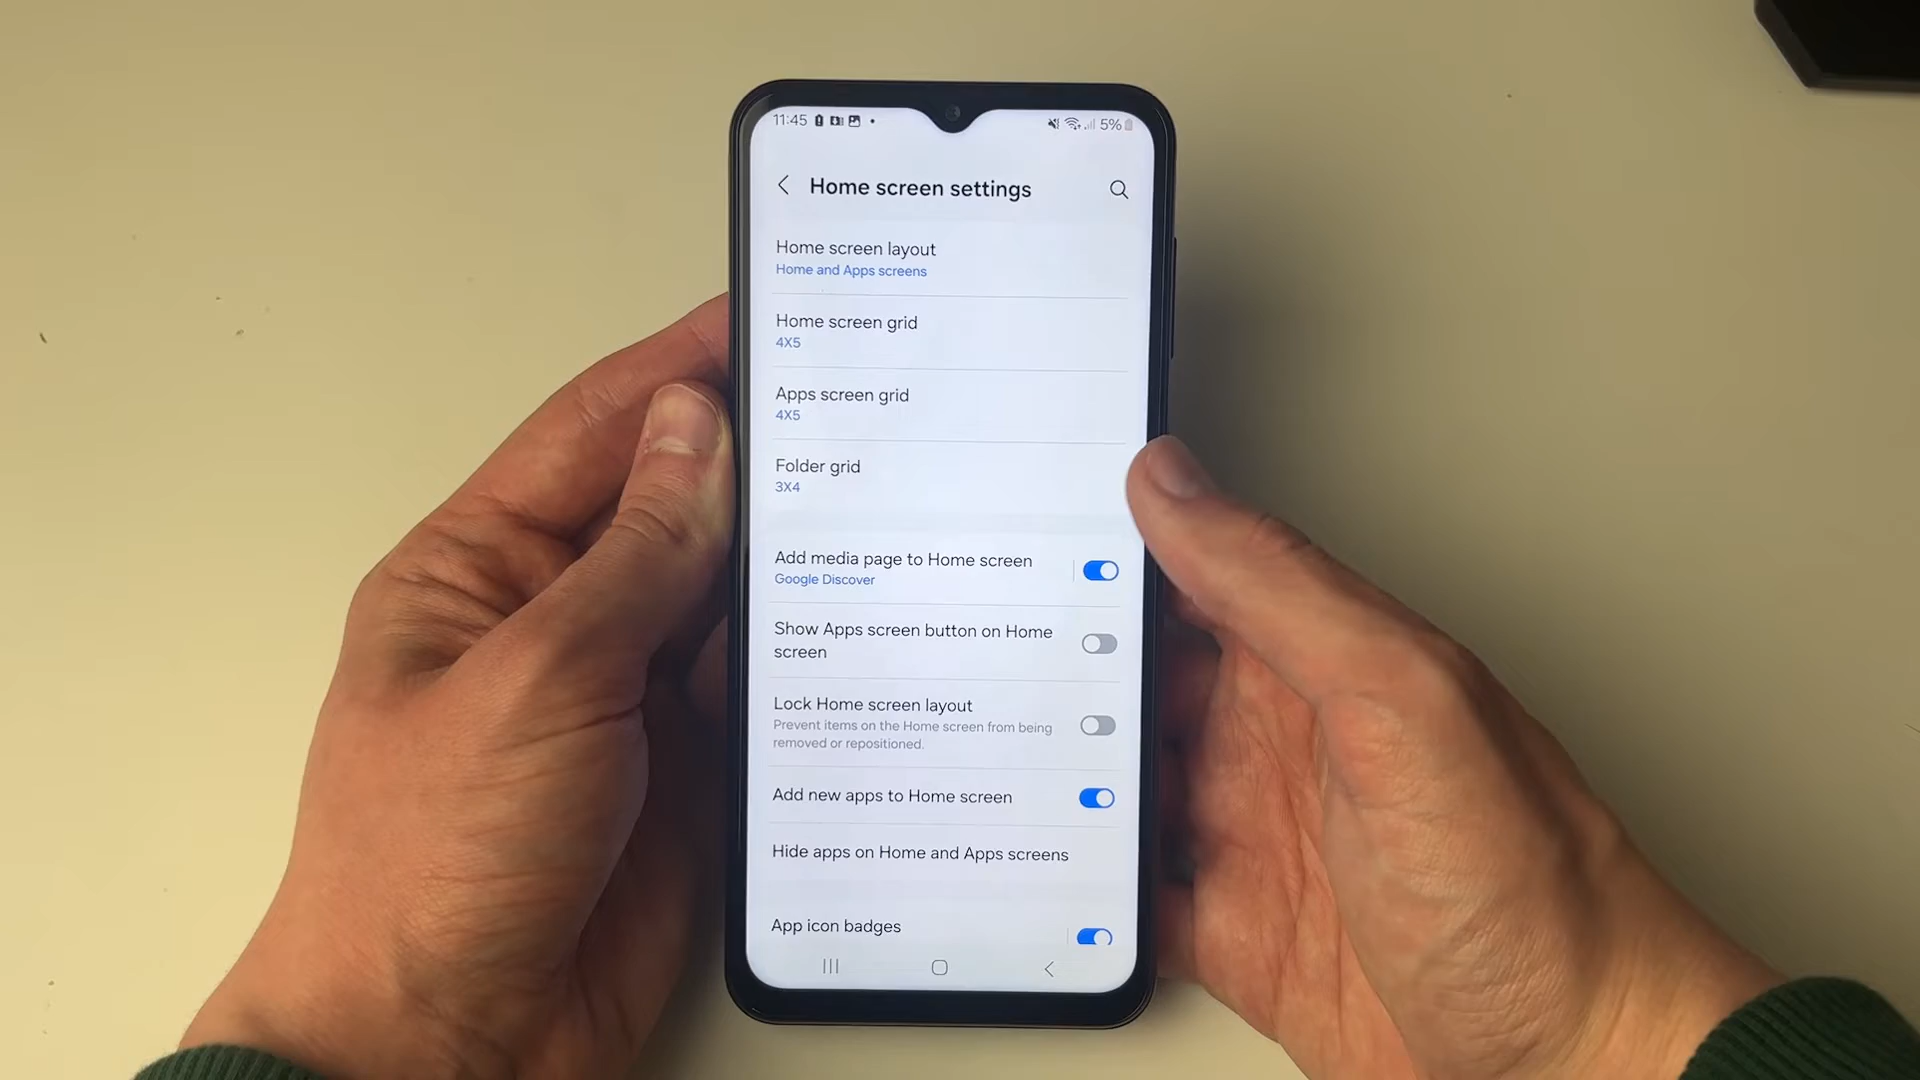 11:45
5%
Home screen settings
Home screen layout
Home and Apps screens
Home screen grid
4X5
Apps screen grid
4X5
Folder grid
3X4
Add media page to Home screen
Google Discover
Show Apps screen button on Home
screen
Lock Home screen layout
Prevent items on the Home screen from being
removed or repositioned.
Add new apps to Home screen
Hide apps on Home and Apps screens
App icon badges